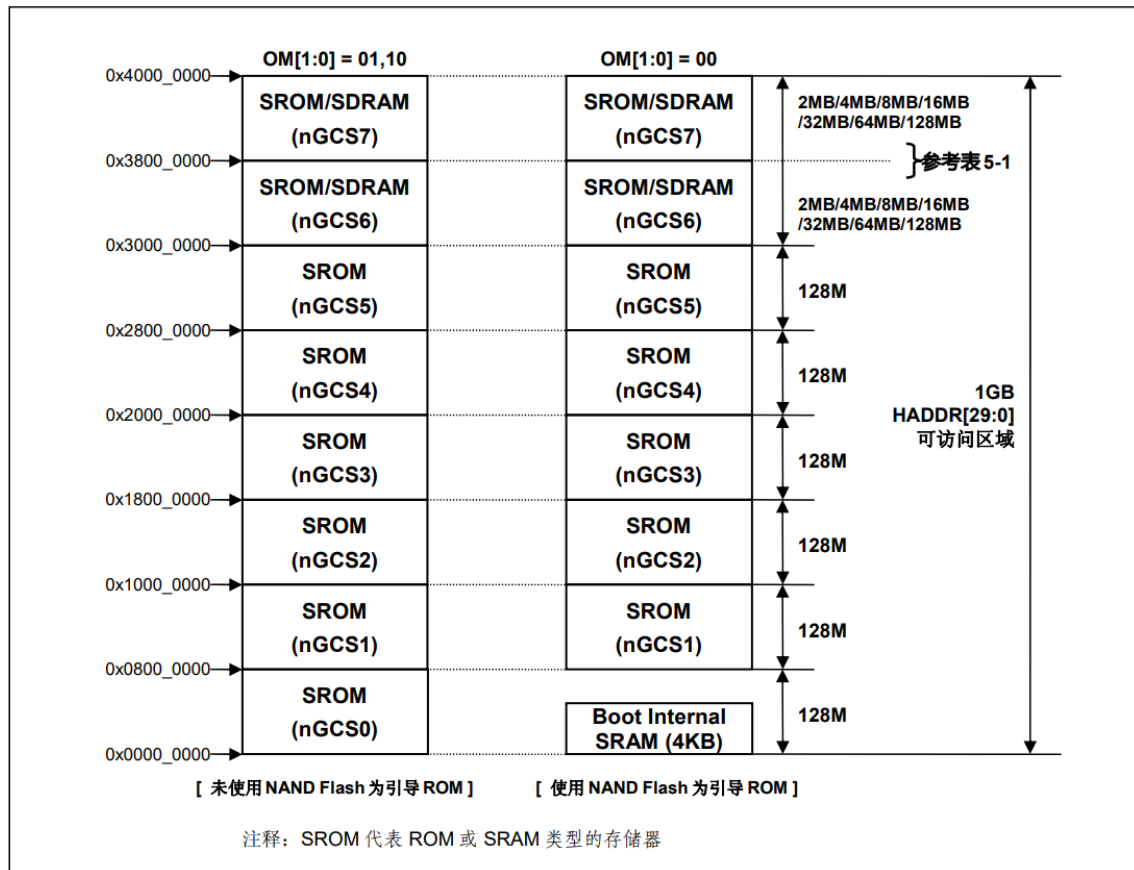 OM[1:0] = 01,10
OM[1:0] = 00
0x4000_0000
SROM/SDRAM
(nGCS7)
SROM/SDRAM
(nGCS7)
2MB/4MB/8MB/16MB
/32MB/64MB/128MB
0x3800_0000
参考表 5-1
SROM/SDRAM
(nGCS6)
SROM/SDRAM
(nGCS6)
2MB/4MB/8MB/16MB
/32MB/64MB/128MB
0x3000_0000
SROM
(nGCS5)
SROM
(nGCS5)
128M
0x2800_0000
SROM
(nGCS4)
SROM
(nGCS4)
128M
1GB
HADDR[29:0]
可访问区域
0x2000_0000
SROM
(nGCS3)
SROM
(nGCS3)
128M
0x1800_0000
SROM
(nGCS2)
SROM
(nGCS2)
128M
0x1000_0000
SROM
(nGCS1)
SROM
(nGCS1)
128M
0x0800_0000
SROM
(nGCS0)
Boot Internal
SRAM (4KB)
128M
0x0000_0000
[ 未使用 NAND Flash 为引导 ROM ]
[ 使用 NAND Flash 为引导 ROM ]
注释：SROM 代表 ROM 或 SRAM 类型的存储器